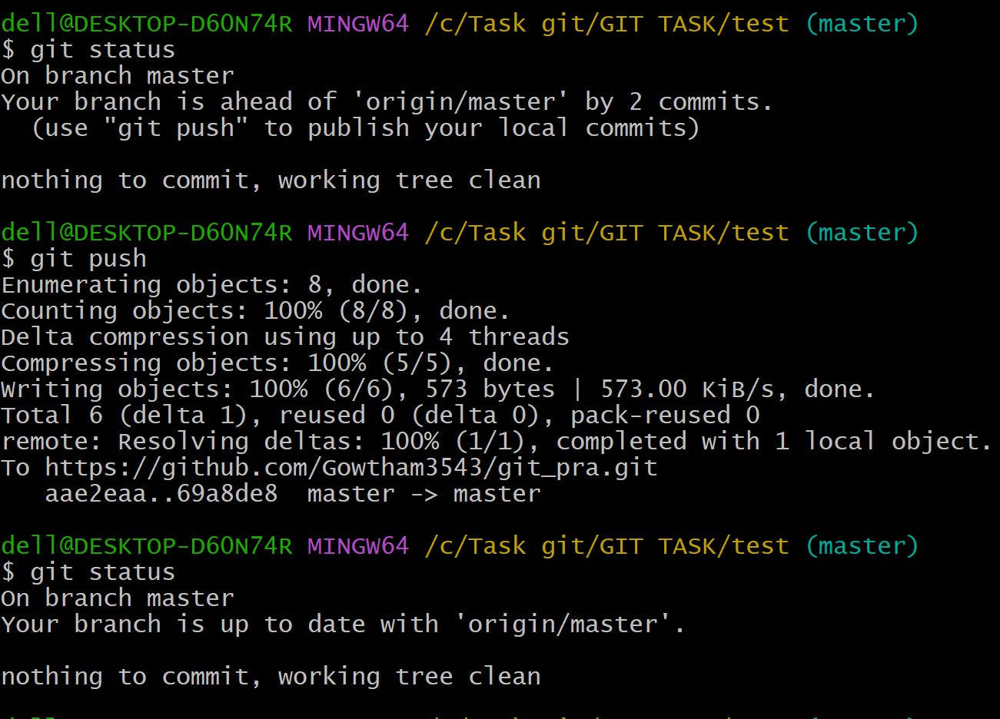 dell@DESKTOP-D6ON74R MINGW64 /c/Task git/GIT TASK/test (master)
$ git status
On branch master
Your branch is ahead of 'origin/master' by 2 commits.
  (use "git push" to publish your local commits)
nothing to commit, working tree clean
dell@DESKTOP-D6ON74R MINGW64 /c/Task git/GIT TASK/test (master)
$ git push
Enumerating objects: 8, done.
Counting objects: 100% (8/8), done.
Delta compression using up to 4 threads
Compressing objects: 100% (5/5), done.
Writing objects: 100% (6/6), 573 bytes | 573.00 KiB/s, done.
Total 6 (delta 1), reused 0 (delta 0), pack-reused 0
remote: Resolving deltas: 100% (1/1), completed with 1 local object.
To https://github.com/Gowtham3543/git_pra.git
   aae2eaa..69a8de8  master -> master
dell@DESKTOP-D6ON74R MINGW64 /c/Task git/GIT TASK/test (master)
$ git status
On branch master
Your branch is up to date with 'origin/master'.
nothing to commit, working tree clean